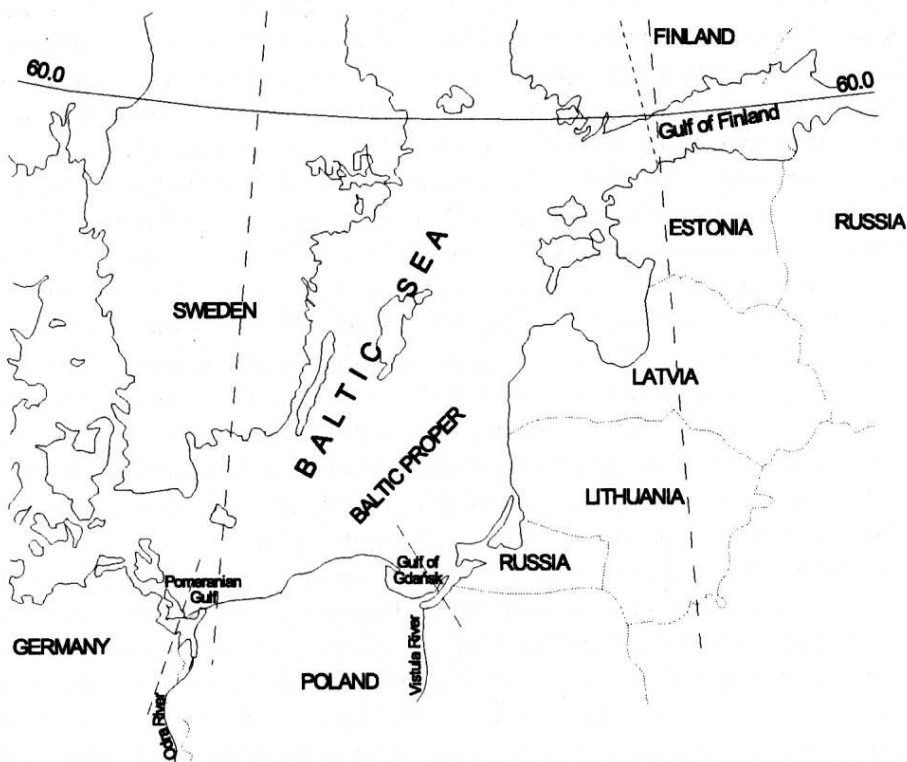 FINLAND
60.0
60.0
Gulf of Finland
ESTONIA
RUSSIA
SWEDEN
BALTIC SEA
LATVIA
BALTIC PROPER
LITHUANIA
Gulf of
Gdańsk
RUSSIA
Pomeranian
Gulf
GERMANY
POLAND
Vistula River
Odra River